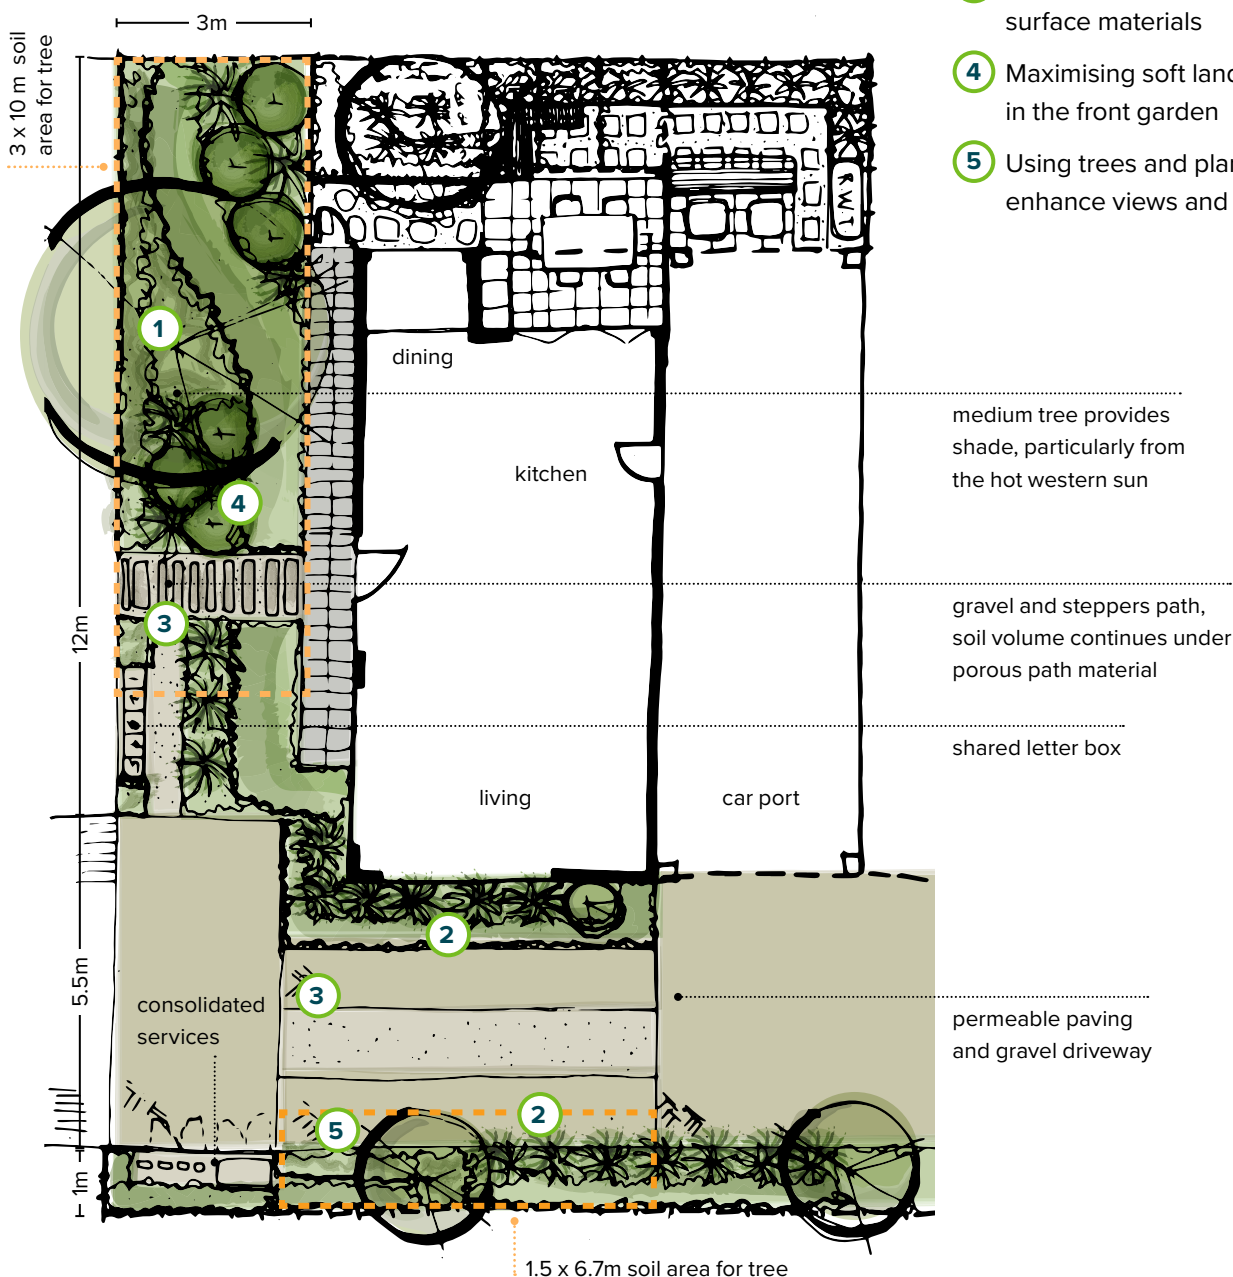 3m
3 x 10 m soil
area for tree
surface materials
4 Maximising soft
in the front garden
5 Using trees and
enhance views and
RWT
1
dining
medium tree provides
shade, particularly from
the hot western sun
kitchen
4
gravel and steppers path,
soil volume continues under
porous path material
3
12m
shared letter box
living
car port
2
5.5m
3
consolidated
services
permeable paving
and gravel driveway
2
5
1m
1.5 x 6.7m soil area for tree